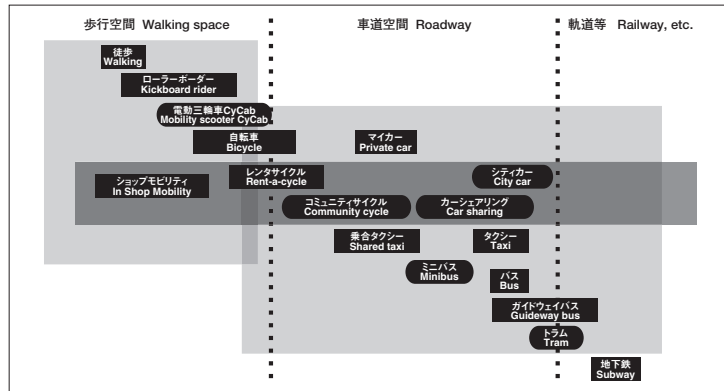 歩行空間 Walking space
車道空間 Roadway
軌道等 Railway, etc.
徒歩
Walking
ローラーボーダー
Kickboard rider
電動三輪車CyCab
Mobility scooter CyCab
自転車
Bicycle
マイカー
Private car
ショップモビリティ
In Shop Mobility
レンタサイクル
Rent-a-cycle
シティカー
City car
コミュニティサイクル
Community cycle
カーシェアリング
Car sharing
乗合タクシー
Shared taxi
タクシー
Taxi
ミニバス
Minibus
バス
Bus
ガイドウェイバス
Guideway bus
トラム
Tram
地下鉄
Subway